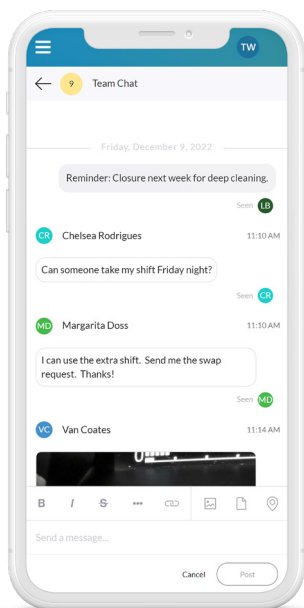 TW
9 Team Chat
Friday, December 9, 2022
Reminder: Closure next week for deep cleaning.
Seen LB
CR Chelsea Rodrigues 11:10 AM
Can someone take my shift Friday night?
Seen CR
MD Margarita Doss 11:10 AM
I can use the extra shift. Send me the swap
request. Thanks!
Seen MD
VC Van Coates 11:14 AM
B I S
Send a message...
Cancel Post